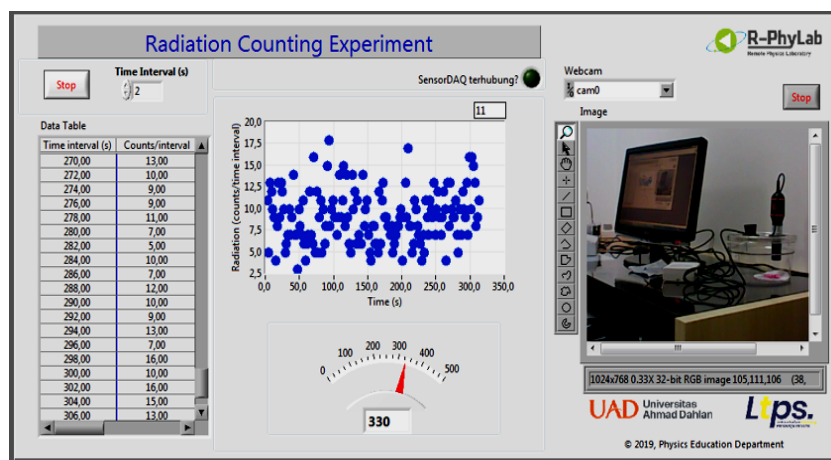 Radiation Counting Experiment
R-PhyLab
Remote Physics Laboratory
Stop
Time Interval (s)
2
SensorDAQ terhubung?
Webcam
cam0
Stop
Image
Data Table
Time interval (s) Counts/interval
270,00 13,00
272,00 10,00
274,00 9,00
276,00 9,00
278,00 11,00
280,00 7,00
282,00 5,00
284,00 10,00
286,00 7,00
288,00 12,00
290,00 10,00
292,00 9,00
294,00 13,00
296,00 7,00
298,00 16,00
300,00 10,00
302,00 16,00
304,00 15,00
306,00 13,00
11
Radiation (counts/time interval)
20,0
17,5
15,0
12,5
10,0
7,5
5,0
2,5
0,0 50,0 100,0 150,0 200,0 250,0 300,0 350,0
Time (s)
0 100 200 300 400 500
330
1024x768 0.33X 32-bit RGB image 105,111,106 (38,
UAD Universitas
Ahmad Dahlan
Ltps.
© 2019, Physics Education Department